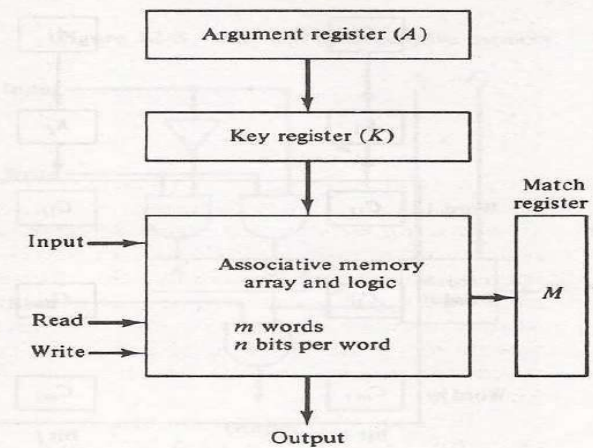 Argument register (A)
Key register (K)
Match
register
Input
Associative memory
array and logic
M
Read
m words
Write
n bits per word
Output